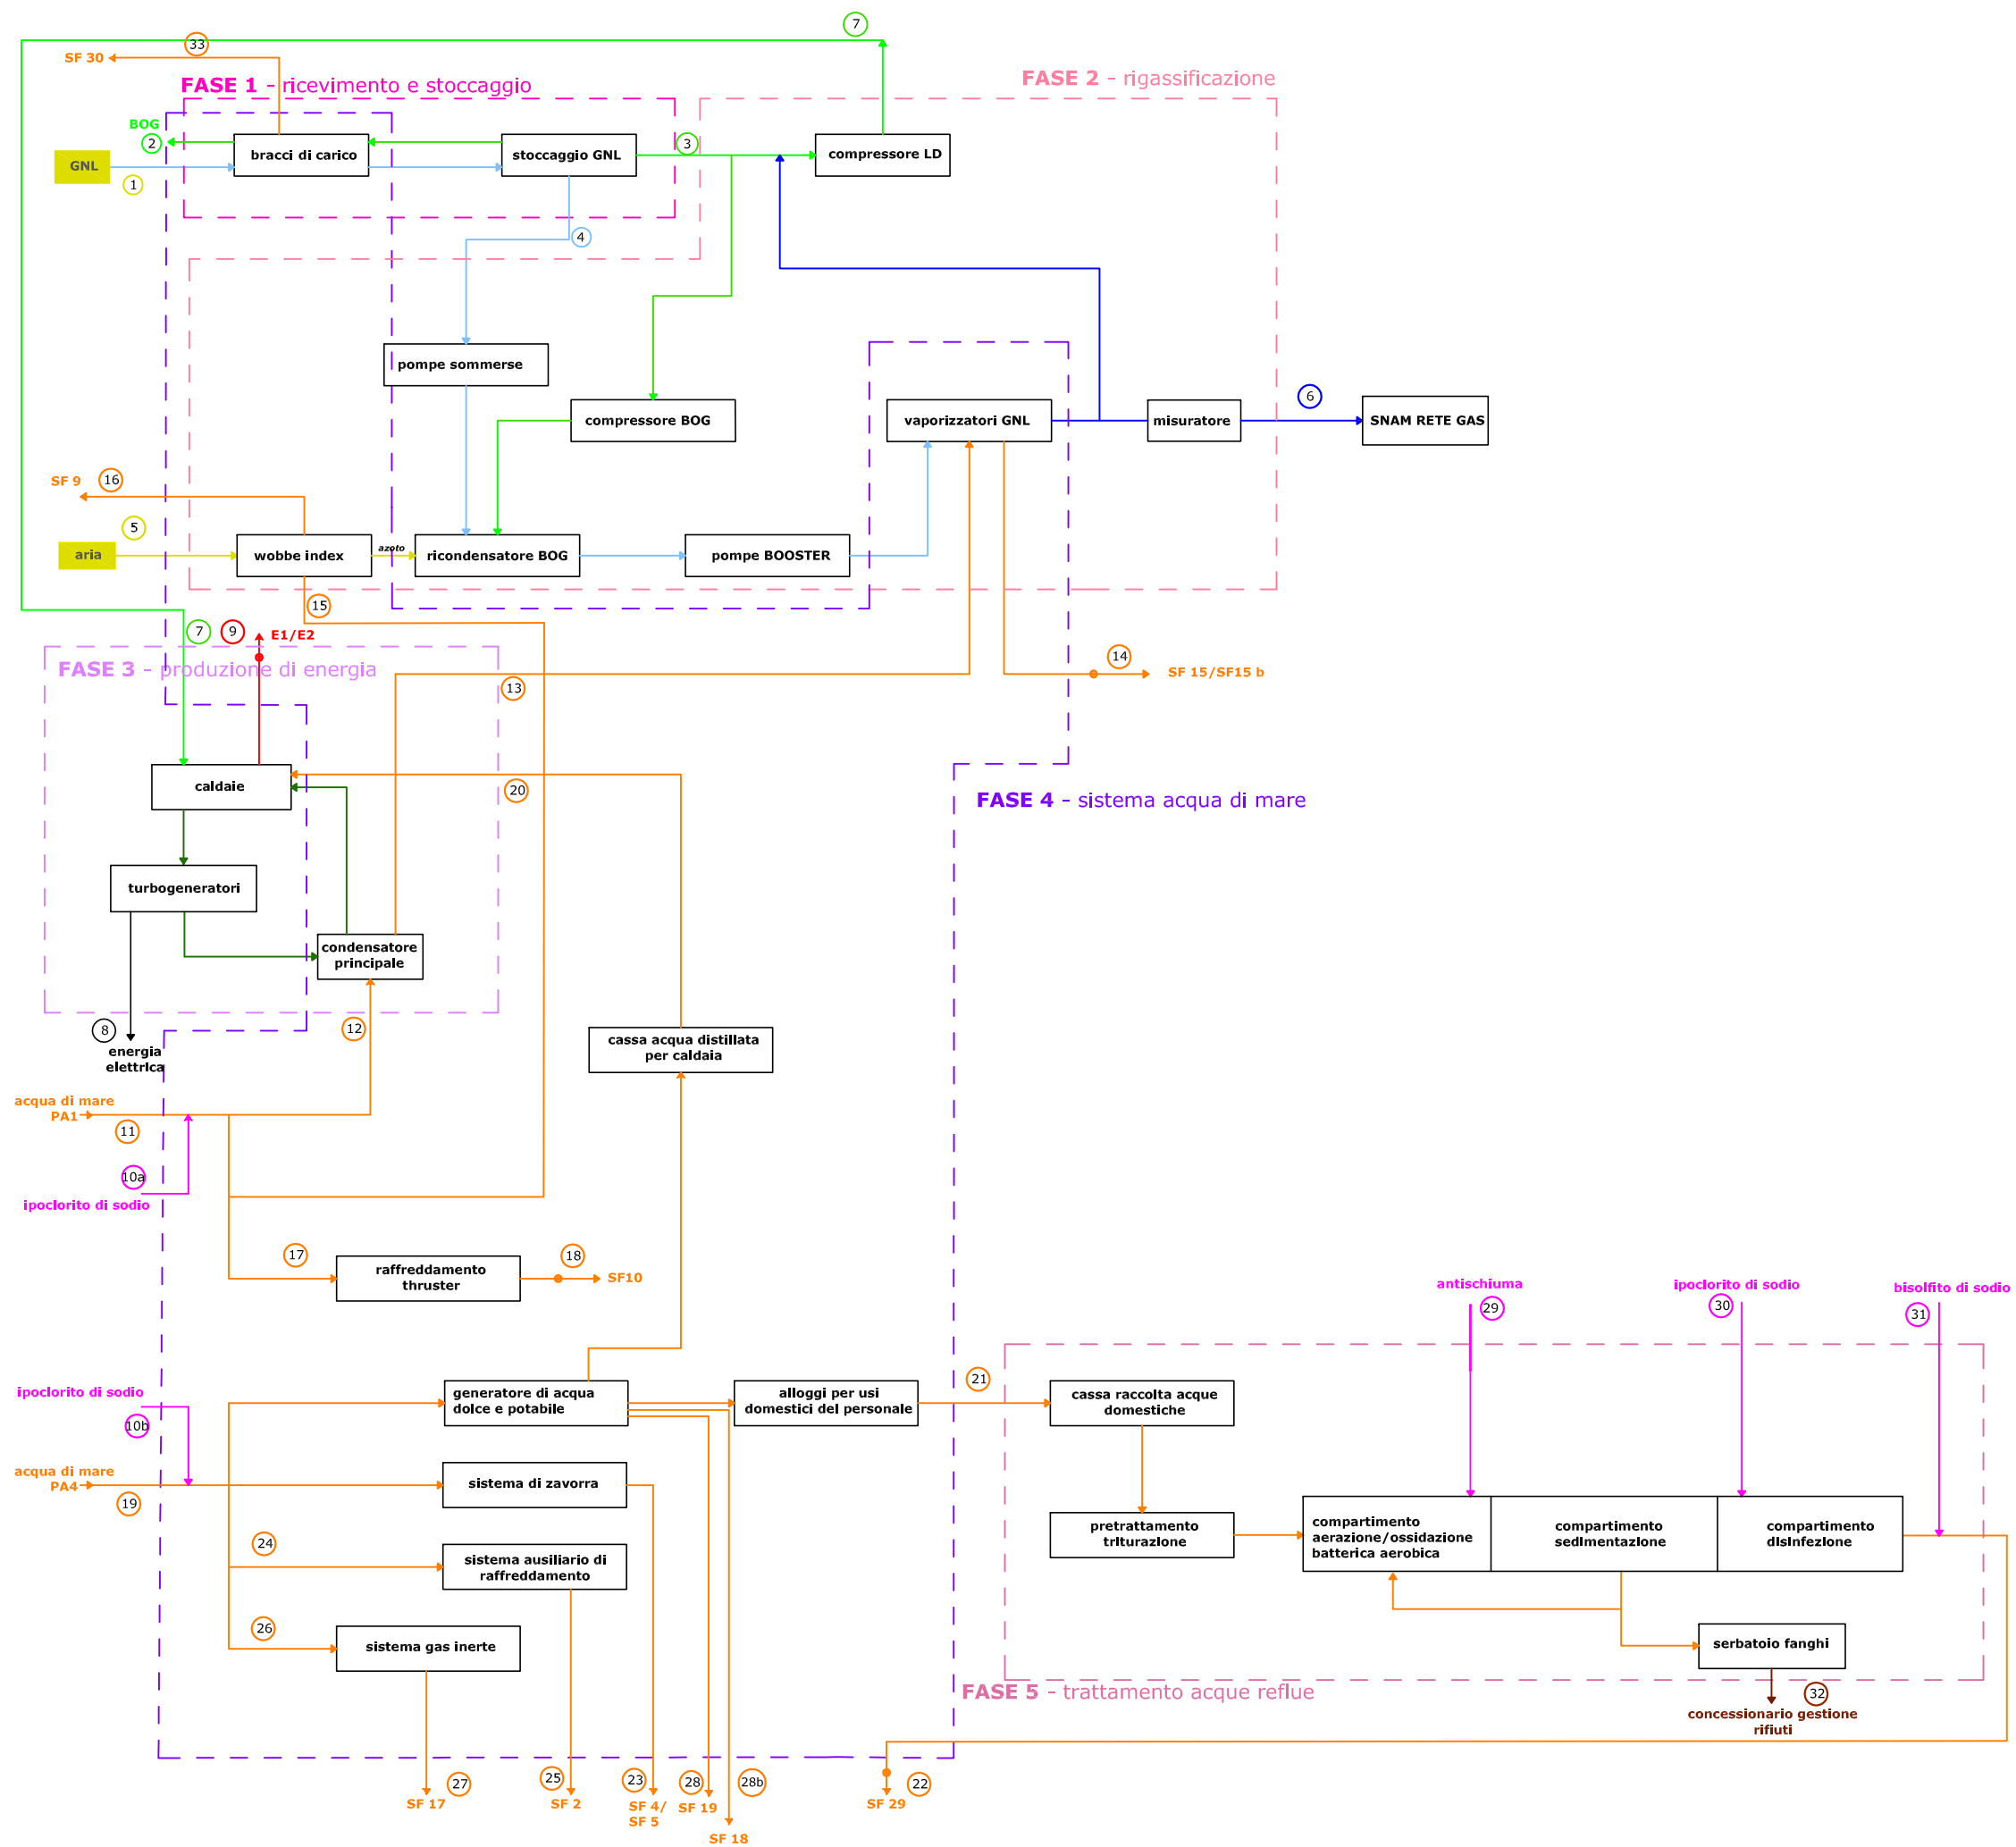 7
33
SF 30
FASE 1 - ricevimento e stoccaggio
FASE 2 - rigassificazione
BOG
2
3
bracci di carico
stoccaggio GNL
compressore LD
GNL
1
4
pompe sommerse
6
compressore BOG
vaporizzatori GNL
misuratore
SNAM RETE GAS
SF 9
16
5
aria
wobbe index
azoto
ricondensatore BOG
pompe BOOSTER
15
7
9
E1/E2
14
FASE 3 - produzione di energia
SF 15/SF15 b
13
caldaie
20
FASE 4 - sistema acqua di mare
turbogeneratori
condensatore
principale
8
12
energia
elettrica
cassa acqua distillata
per caldaia
acqua di mare
PA1
11
10a
ipoclorito di sodio
17
18
raffreddamento
thruster
SF10
antischiuma
ipoclorito di sodio
bisolfito di sodio
29
30
31
ipoclorito di sodio
10b
generatore di acqua
dolce e potabile
alloggi per usi
domestici del personale
21
cassa raccolta acque
domestiche
acqua di mare
PA4
19
sistema di zavorra
pretrattamento
triturazione
compartimento
aerazione/ossidazione
batterica aerobica
compartimento
sedimentazione
compartimento
disinfezione
24
sistema ausiliario di
raffreddamento
26
sistema gas inerte
serbatoio fanghi
FASE 5 - trattamento acque reflue
32
concessionario gestione
rifiuti
27
25
23
28
28b
22
SF 17
SF 2
SF 4/
SF 5
SF 19
SF 18
SF 29